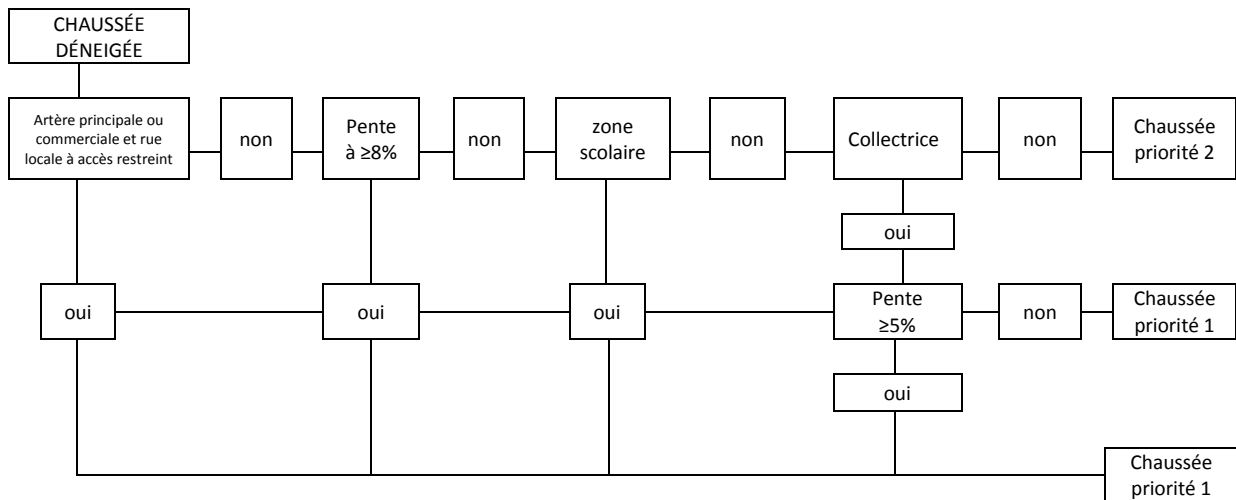 CHAUSSÉE
DÉNEIGÉE
Artère principale ou
commerciale et rue
locale à accès restreint
non
Pente
à ≥8%
non
zone
scolaire
non
Collectrice
non
Chaussée
priorité 2
oui
oui
oui
oui
Pente
≥5%
non
Chaussée
priorité 1
oui
Chaussée
priorité 1